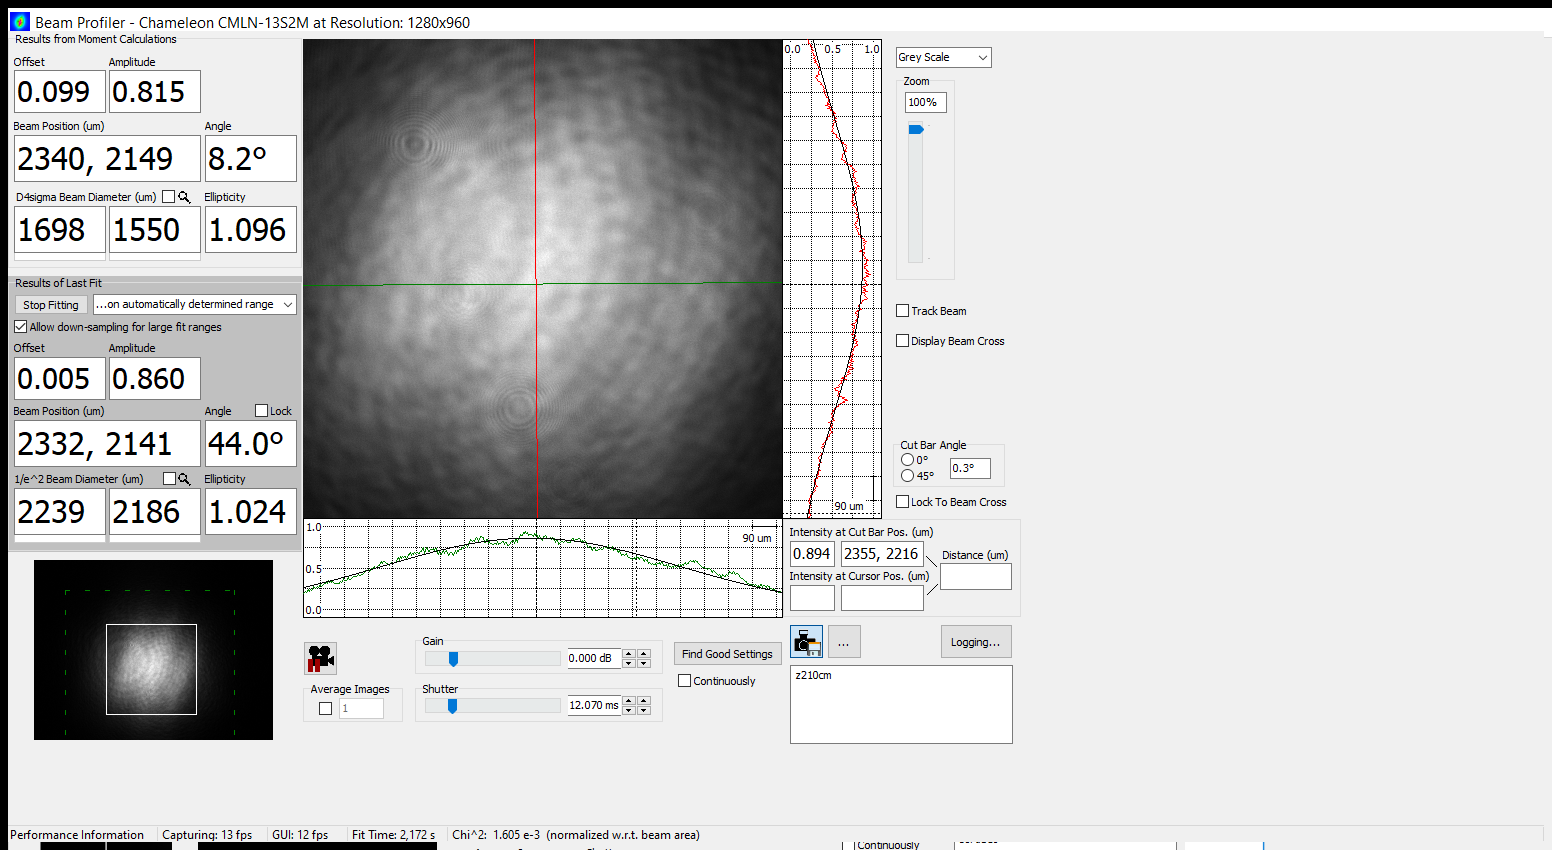 Beam Profiler - Chameleon CMLN-13S2M at Resolution: 1280x960
Results from Moment Calculations
Offset Amplitude
0.099 0.815
Beam Position (um) Angle
2340, 2149 8.2°
D4sigma Beam Diameter (um) Ellipticity
1698 1550 1.096
Results of Last Fit
Stop Fitting ...on automatically determined range
Allow down-sampling for large fit ranges
Offset Amplitude
0.005 0.860
Beam Position (um) Angle Lock
2332, 2141 44.0°
1/e^2 Beam Diameter (um) Ellipticity
2239 2186 1.024
0.0 0.5 1.0
90 um
1.0
90 um
0.5
0.0
Grey Scale
Zoom
100%
Track Beam
Display Beam Cross
Cut Bar Angle
0°
45°
0.3°
Lock To Beam Cross
Intensity at Cut Bar Pos. (um)
0.894 2355, 2216 Distance (um)
Intensity at Cursor Pos. (um)
Gain
0.000 dB
Find Good Settings
Continuously
Average Images
1
Shutter
12.070 ms
...
Logging...
z210cm
Performance Information Capturing: 13 fps GUI: 12 fps Fit Time: 2,172 s Chi^2: 1.605 e-3 (normalized w.r.t. beam area)
Continuously